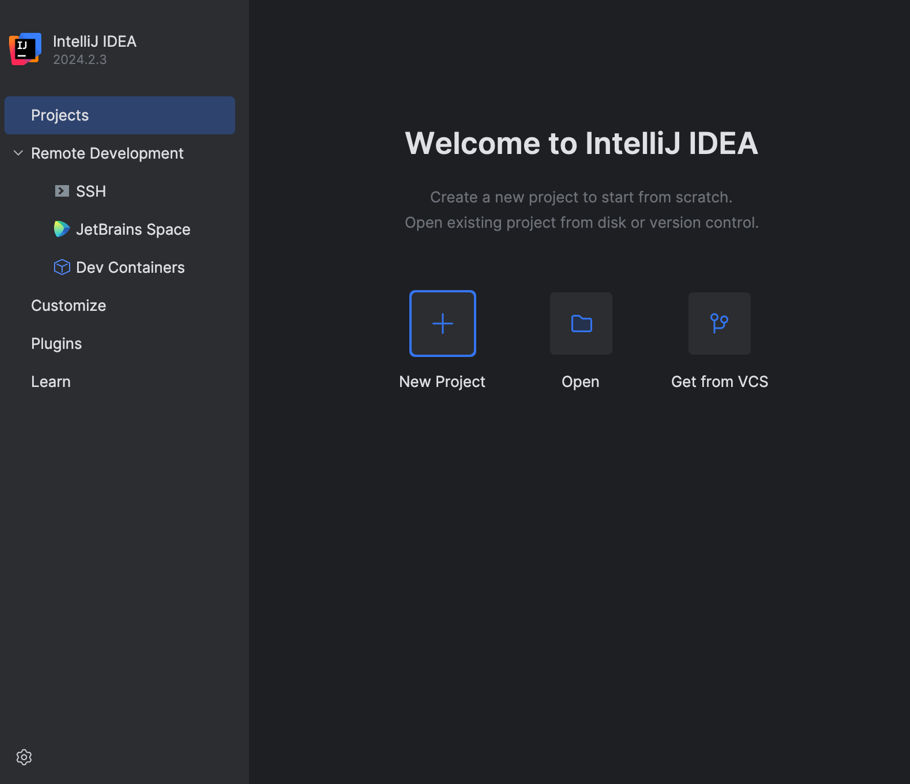 IJ
IntelliJ IDEA
2024.2.3
Projects
Remote Development
SSH
JetBrains Space
Dev Containers
Customize
Plugins
Learn
Welcome to IntelliJ IDEA
Create a new project to start from scratch.
Open existing project from disk or version control.
New Project
Open
Get from VCS